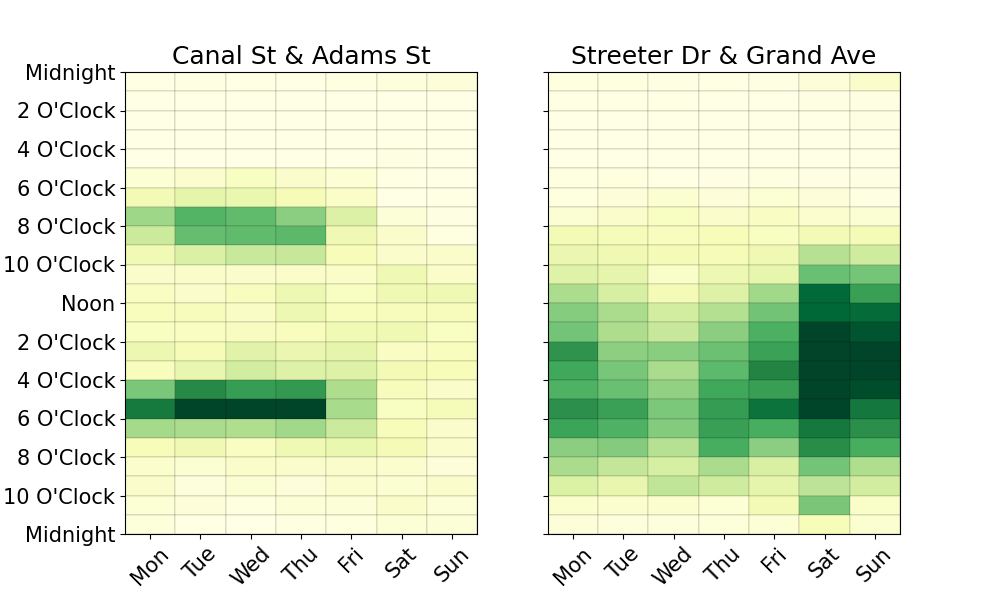 Canal St & Adams St
Streeter Dr & Grand Ave
Midnight
2 O'Clock
4 O'Clock
6 O'Clock
8 O'Clock
10 O'Clock
Noon
2 O'Clock
4 O'Clock
6 O'Clock
8 O'Clock
10 O'Clock
Midnight
Mon Tue Wed Thu Fri Sat Sun
Mon Tue Wed Thu Fri Sat Sun